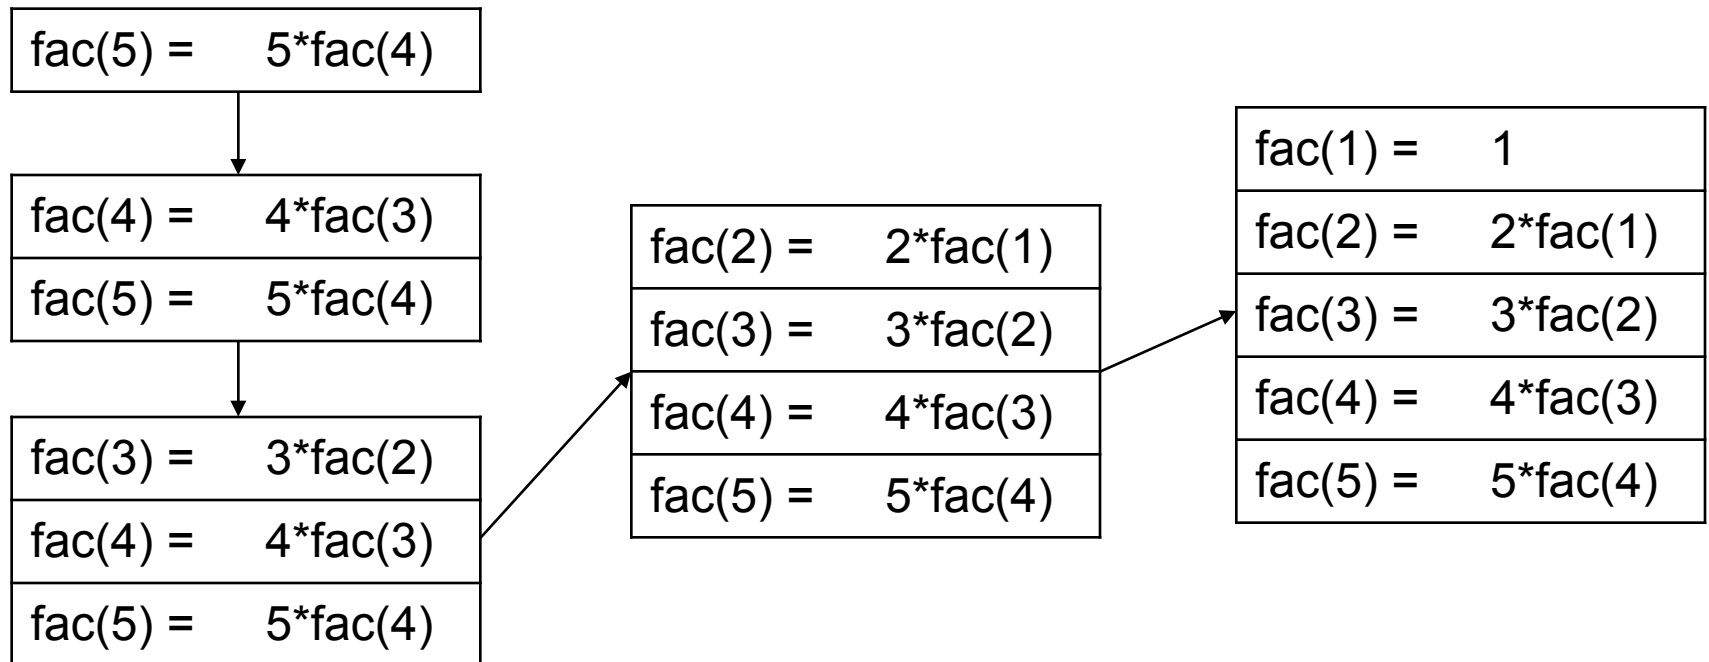 fac(5) = 5*fac(4)
fac(4) = 4*fac(3)
fac(5) = 5*fac(4)
fac(3) = 3*fac(2)
fac(4) = 4*fac(3)
fac(5) = 5*fac(4)
fac(2) = 2*fac(1)
fac(3) = 3*fac(2)
fac(4) = 4*fac(3)
fac(5) = 5*fac(4)
fac(1) = 1
fac(2) = 2*fac(1)
fac(3) = 3*fac(2)
fac(4) = 4*fac(3)
fac(5) = 5*fac(4)